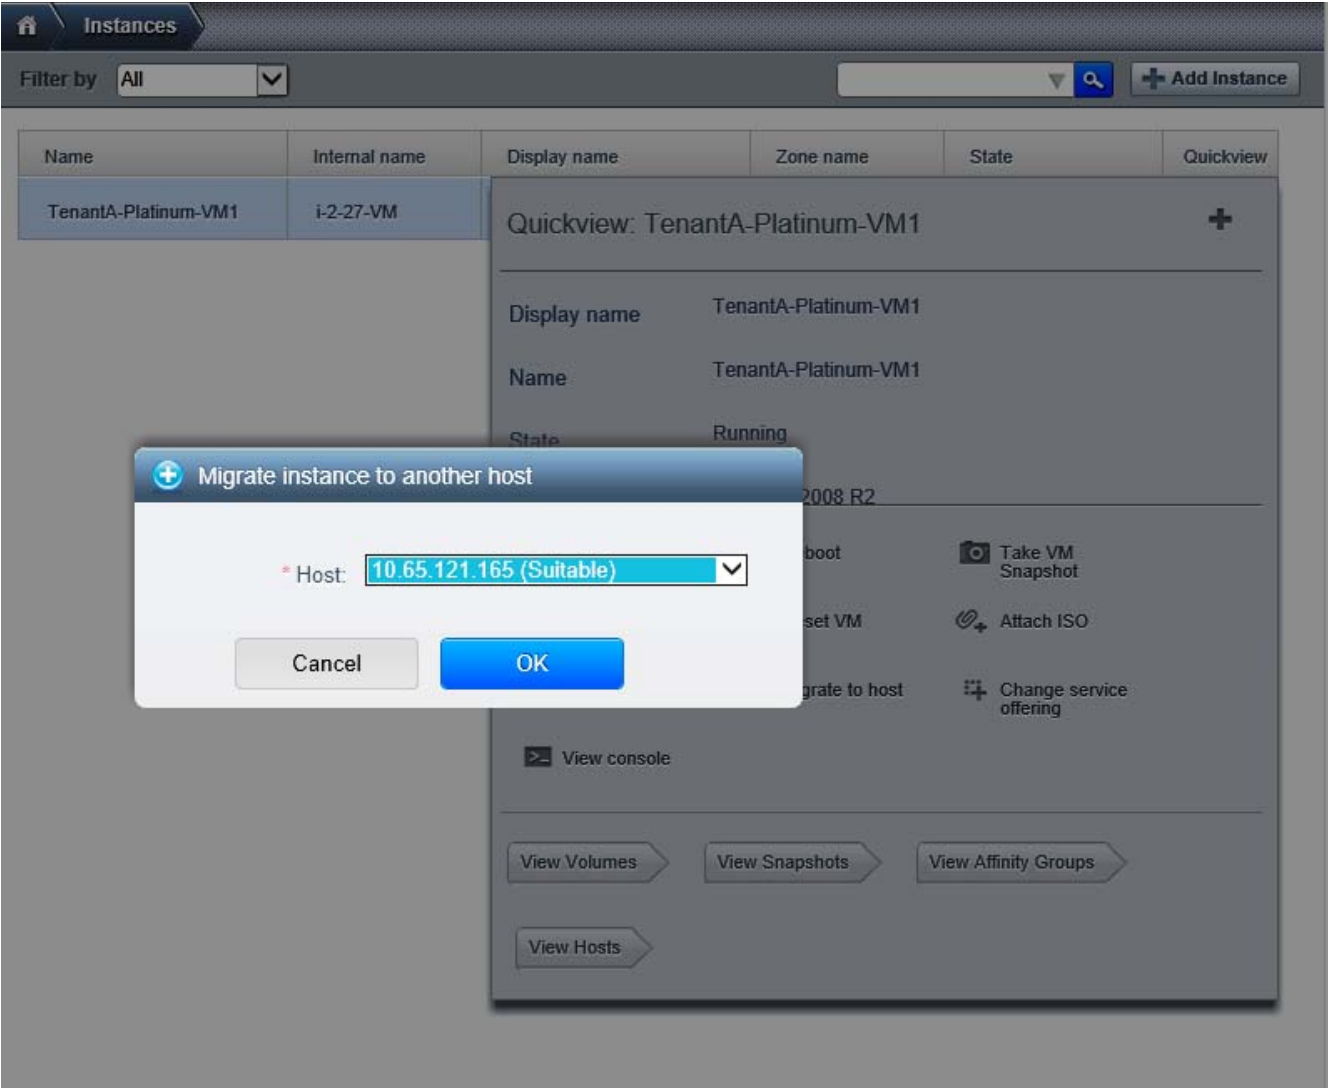 Instances
Filter by All
Add Instance
Name Internal name Display name Zone name State Quickview
TenantA-Platinum-VM1 i-2-27-VM
Quickview: TenantA-Platinum-VM1
Display name TenantA-Platinum-VM1
Name TenantA-Platinum-VM1
State Running
2008 R2
Migrate instance to another host
* Host: 10.65.121.165 (Suitable)
Cancel OK
boot
Take VM
Snapshot
set VM
Attach ISO
grate to host
Change service
offering
View console
View Volumes View Snapshots View Affinity Groups
View Hosts